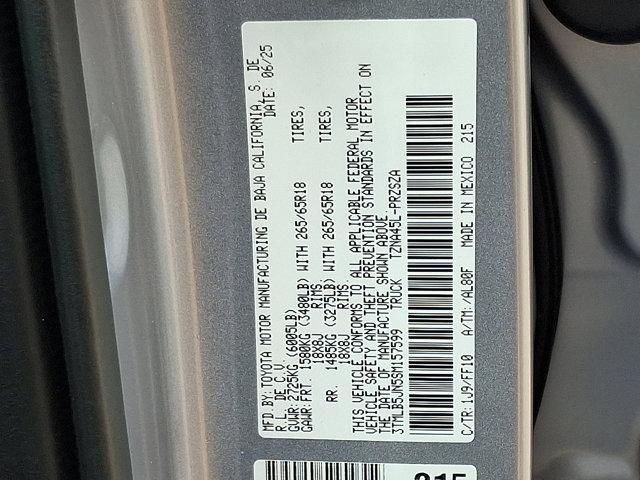 MFD.BY:TOYOTA MOTOR MANUFACTURING DE BAJA CALIFORNIA, S. DE
R.L. DE C.V. DATE: 06/25
GVWR:2725KG (6005LB)
GAWR:FRT. 1580KG (3480LB) WITH 265/65R18 TIRES,
18X8J RIMS
RR. 1485KG (3275LB) WITH 265/65R18 TIRES,
18X8J RIMS,
THIS VEHICLE CONFORMS TO ALL APPLICABLE FEDERAL MOTOR
VEHICLE SAFETY AND THEFT PREVENTION STANDARDS IN EFFECT ON
THE DATE OF MANUFACTURE SHOWN ABOVE.
3TMLB5JN5SM157599 TRUCK TZNA45L-PRZSZA
C/TR:1J9/FF10 A/TM:/AL80F MADE IN MEXICO 215
215